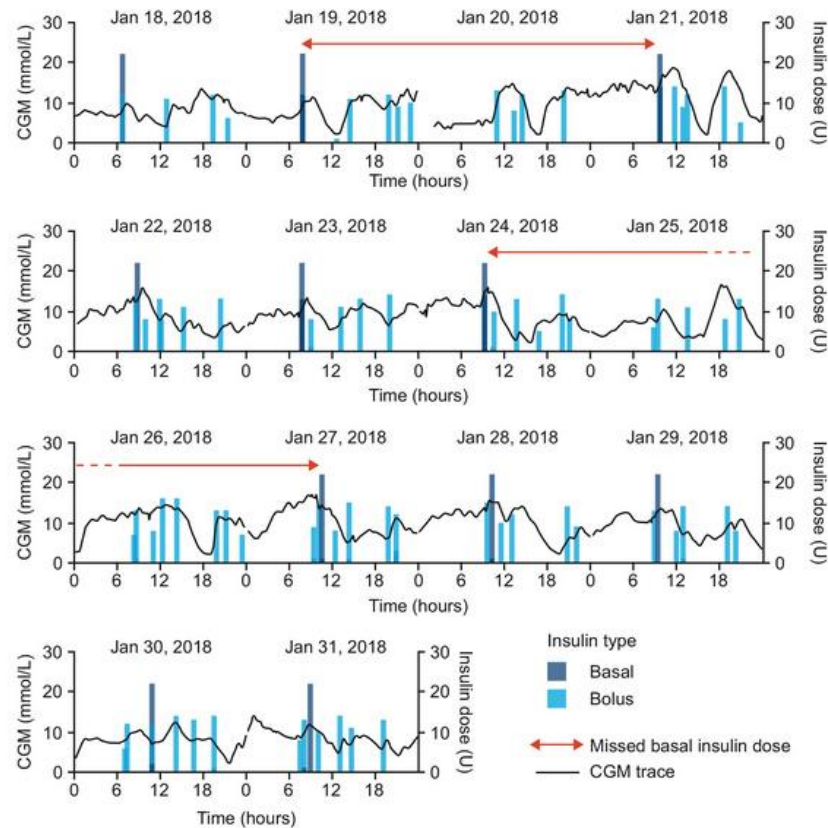 Jan 18, 2018 Jan 19, 2018 Jan 20, 2018 Jan 21, 2018
30 30
20 20
10 10
0 0
CGM (mmol/L)
Insulin dose (U)
0 6 12 18 0 6 12 18 0 6 12 18 0 6 12 18
Time (hours)
Jan 22, 2018 Jan 23, 2018 Jan 24, 2018 Jan 25, 2018
30 30
20 20
10 10
0 0
CGM (mmol/L)
Insulin dose (U)
0 6 12 18 0 6 12 18 0 6 12 18 0 6 12 18
Time (hours)
Jan 26, 2018 Jan 27, 2018 Jan 28, 2018 Jan 29, 2018
30 30
20 20
10 10
0 0
CGM (mmol/L)
Insulin dose (U)
0 6 12 18 0 6 12 18 0 6 12 18 0 6 12 18
Time (hours)
Jan 30, 2018 Jan 31, 2018
30 30
20 20
10 10
0 0
CGM (mmol/L)
Insulin dose (U)
0 6 12 18 0 6 12 18
Time (hours)
Insulin type
Basal
Bolus
Missed basal insulin dose
CGM trace